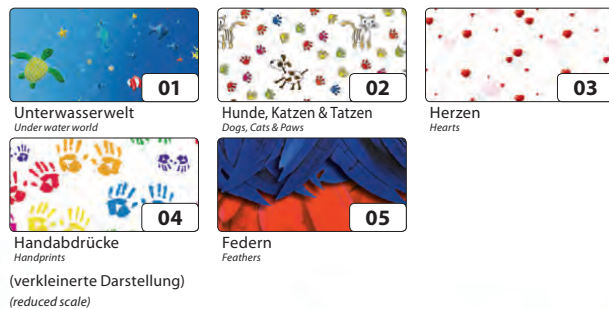 01
Unterwasserwelt
Under water world
02
Hunde, Katzen & Tatzen
Dogs, Cats & Paws
03
Herzen
Hearts
04
Handabdrücke
Handprints
05
Federn
Feathers
(verkleinerte Darstellung)
(reduced scale)